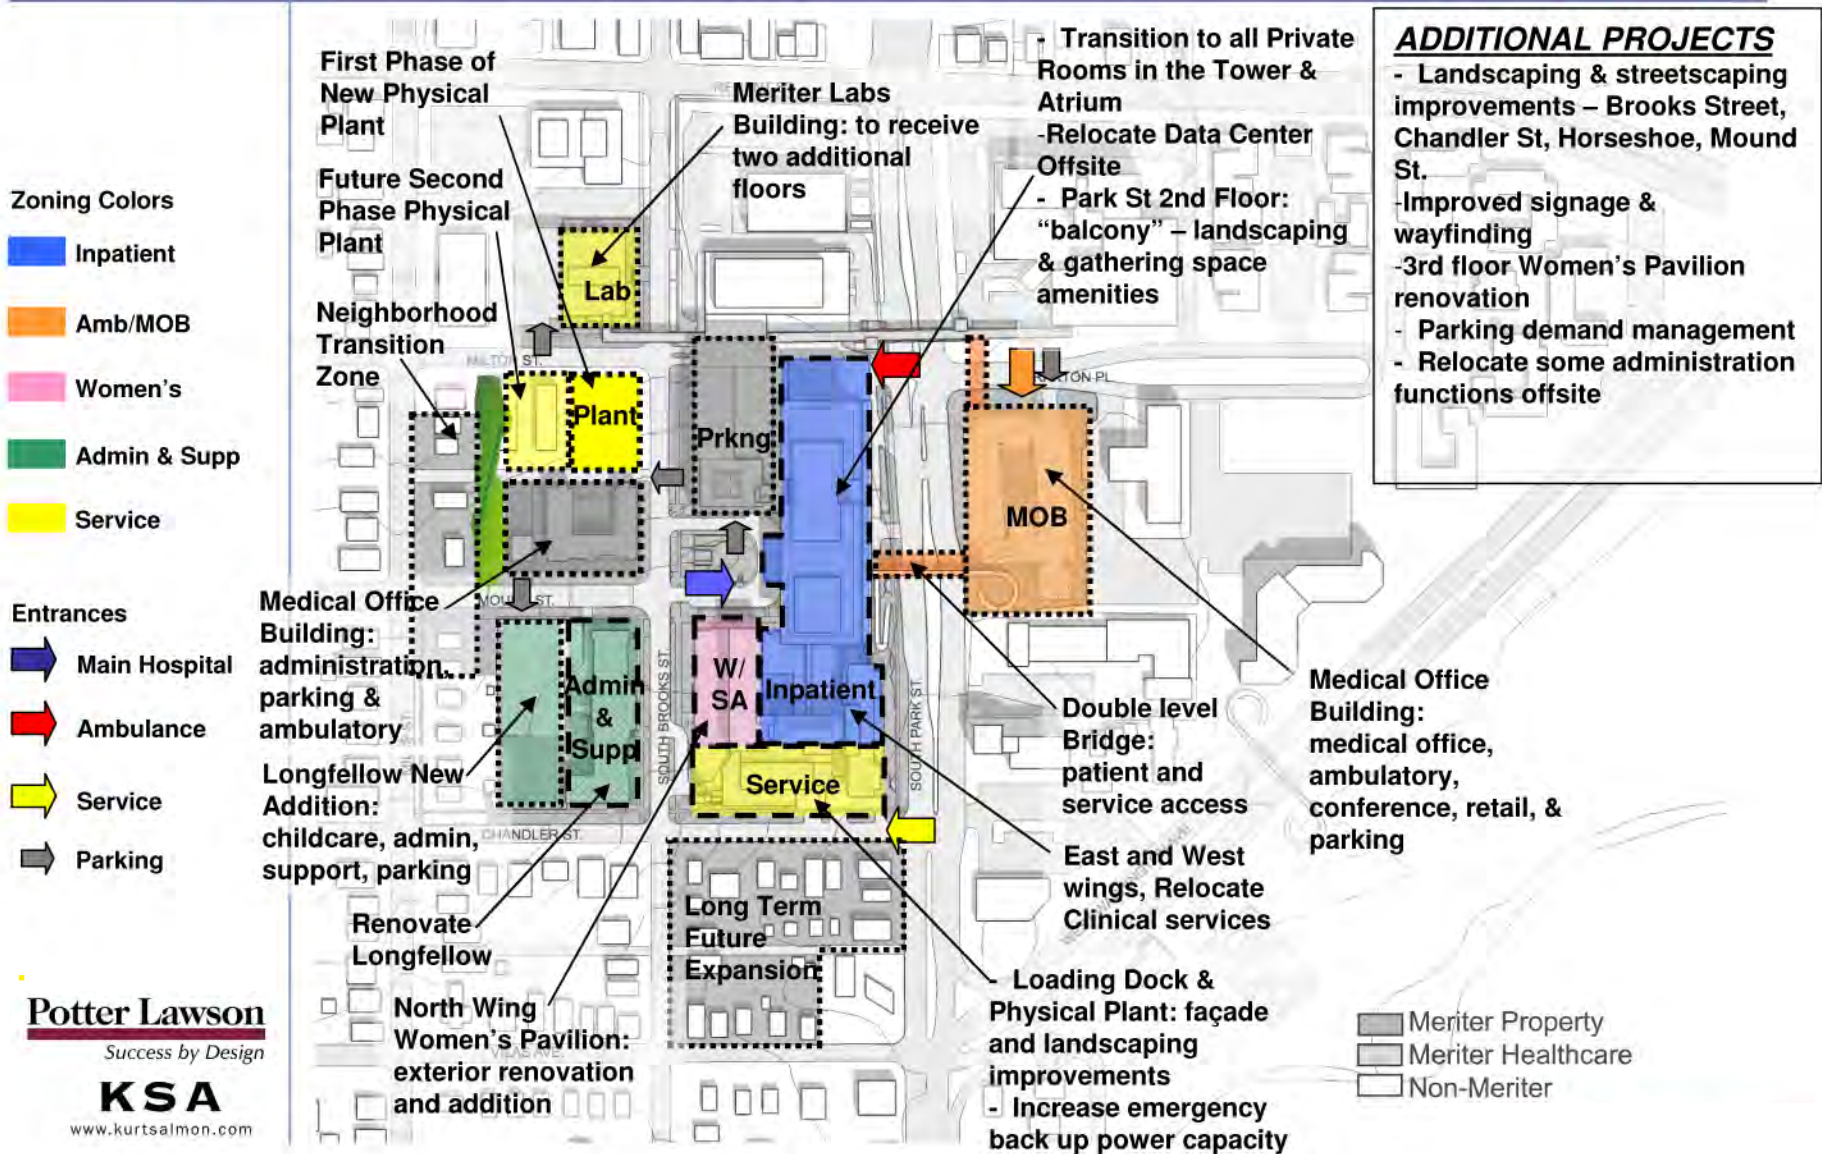 Zoning Colors
Inpatient
Amb/MOB
Women's
Admin & Supp
Service
Entrances
Main Hospital
Ambulance
Service
Parking
Potter Lawson
Success by Design
KSA
www.kurtsalmon.com
First Phase of
New Physical
Plant
Future Second
Phase Physical
Plant
Neighborhood
Transition
Zone
Medical Office
Building:
administration,
parking &
ambulatory
Longfellow New
Addition:
childcare, admin,
support, parking
Renovate
Longfellow
North Wing
Women's Pavilion:
exterior renovation
and addition
Meriter Labs
Building: to receive
two additional
floors
- Transition to all Private
Rooms in the Tower &
Atrium
-Relocate Data Center
Offsite
- Park St 2nd Floor:
“balcony” – landscaping
& gathering space
amenities
Lab
Plant
Prkng
MOB
Admin
&
Supp
W/
SA
Inpatient
Service
Long Term
Future
Expansion
MOUND ST.
CHANDLER ST.
SOUTH BROOKS ST.
SOUTH PARK ST.
VILAS AVE.
Double level
Bridge:
patient and
service access
East and West
wings, Relocate
Clinical services
- Loading Dock &
Physical Plant: façade
and landscaping
improvements
- Increase emergency
back up power capacity
Medical Office
Building:
medical office,
ambulatory,
conference, retail, &
parking
ADDITIONAL PROJECTS
- Landscaping & streetscaping
improvements – Brooks Street,
Chandler St, Horseshoe, Mound
St.
-Improved signage &
wayfinding
-3rd floor Women's Pavilion
renovation
- Parking demand management
- Relocate some administration
functions offsite
Meriter Property
Meriter Healthcare
Non-Meriter